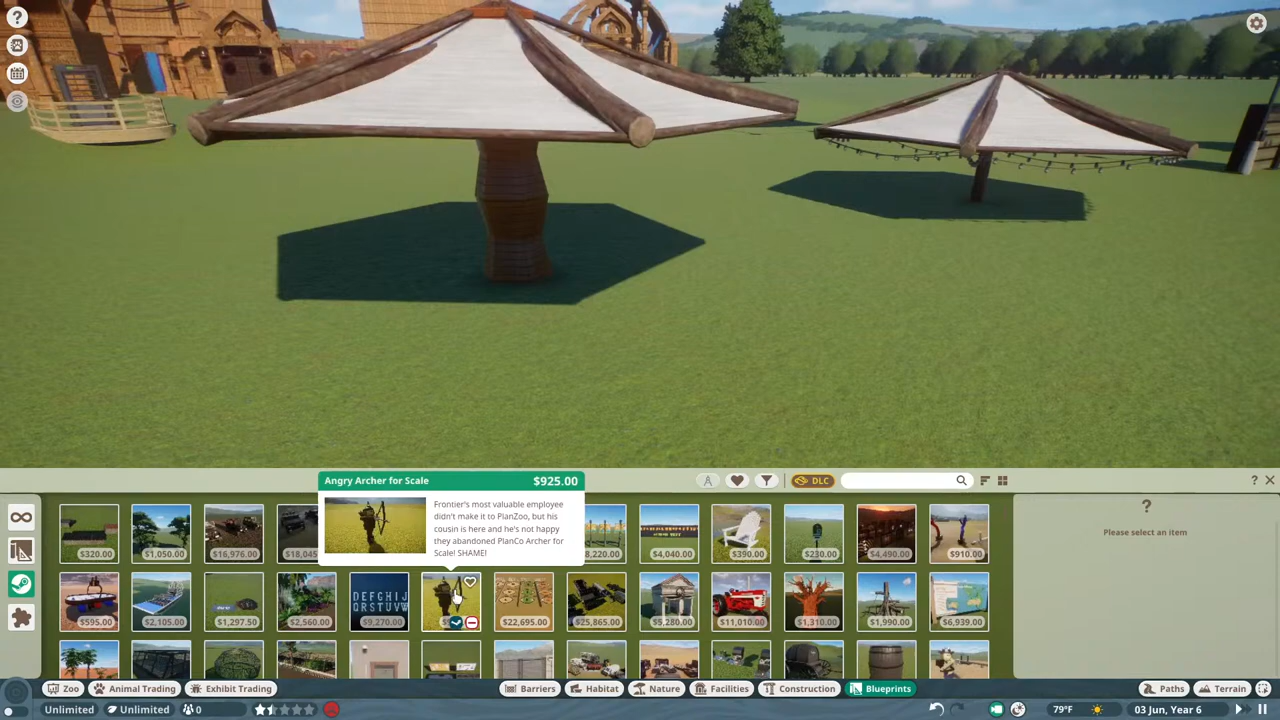 ?
Angry Archer for Scale $925.00
Frontier's most valuable employee
didn't make it to PlanZoo, but his
cousin is here and he's not happy
they abandoned PlanCo Archer for
Scale! SHAME!
DLC
? ×
?
Please select an item
$320.00 $1,050.00 $16,976.00 $18,045 8,220.00 $4,040.00 $390.00 $230.00 $4,490.00 $910.00
$595.00 $2,105.00 $1,297.50 $2,560.00 $9,270.00 $22,695.00 $25,865.00 $5,280.00 $11,010.00 $1,310.00 $1,990.00 $6,939.00
ABCDEFGHIJ
Zoo Animal Trading Exhibit Trading Barriers Habitat Nature Facilities Construction Blueprints Paths Terrain
Unlimited Unlimited 0 79°F 03 Jun, Year 6